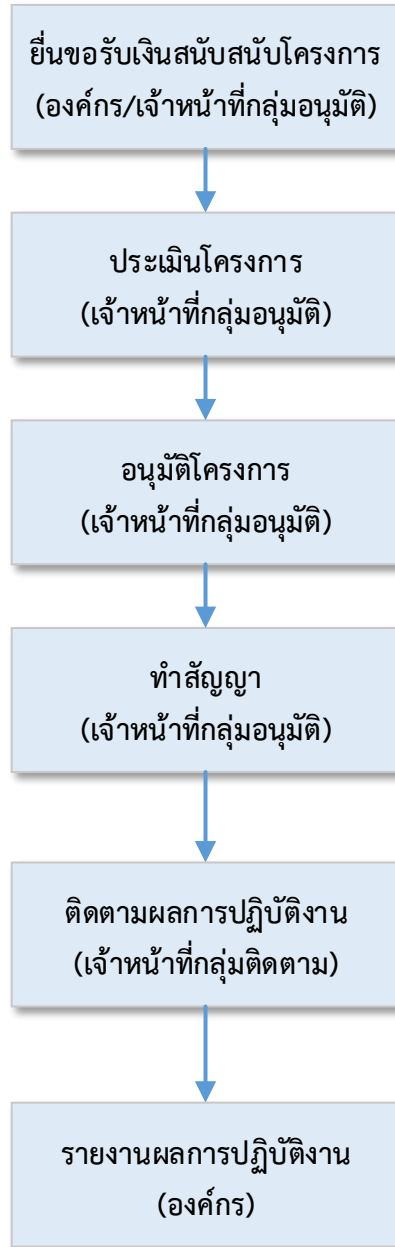 ยื่นขอรับเงินสนับสนับโครงการ
(องค์กร/เจ้าหน้าที่กลุ่มอนุมัติ)
ประเมินโครงการ
(เจ้าหน้าที่กลุ่มอนุมัติ)
อนุมัติโครงการ
(เจ้าหน้าที่กลุ่มอนุมัติ)
ทำสัญญา
(เจ้าหน้าที่กลุ่มอนุมัติ)
ติดตามผลการปฏิบัติงาน
(เจ้าหน้าที่กลุ่มติดตาม)
รายงานผลการปฏิบัติงาน
(องค์กร)